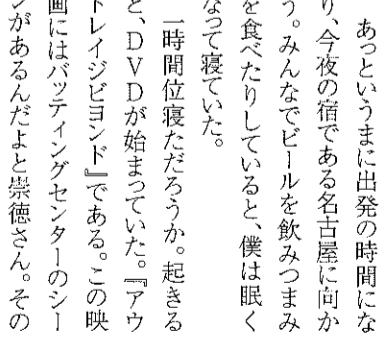 あっというまに出発の時間にな
り、今夜の宿である名古屋に向か
う。みんなでビールを飲みつまみ
を食べたりしていると、僕は眠く
なって寝ていた。
一時間位寝ただろうか。起きる
と、DVDが始まっていた。『アウ
トレイジビヨンド』である。この映
画にはバッティングセンターのシー
ンがあるんだよと崇徳さん。その